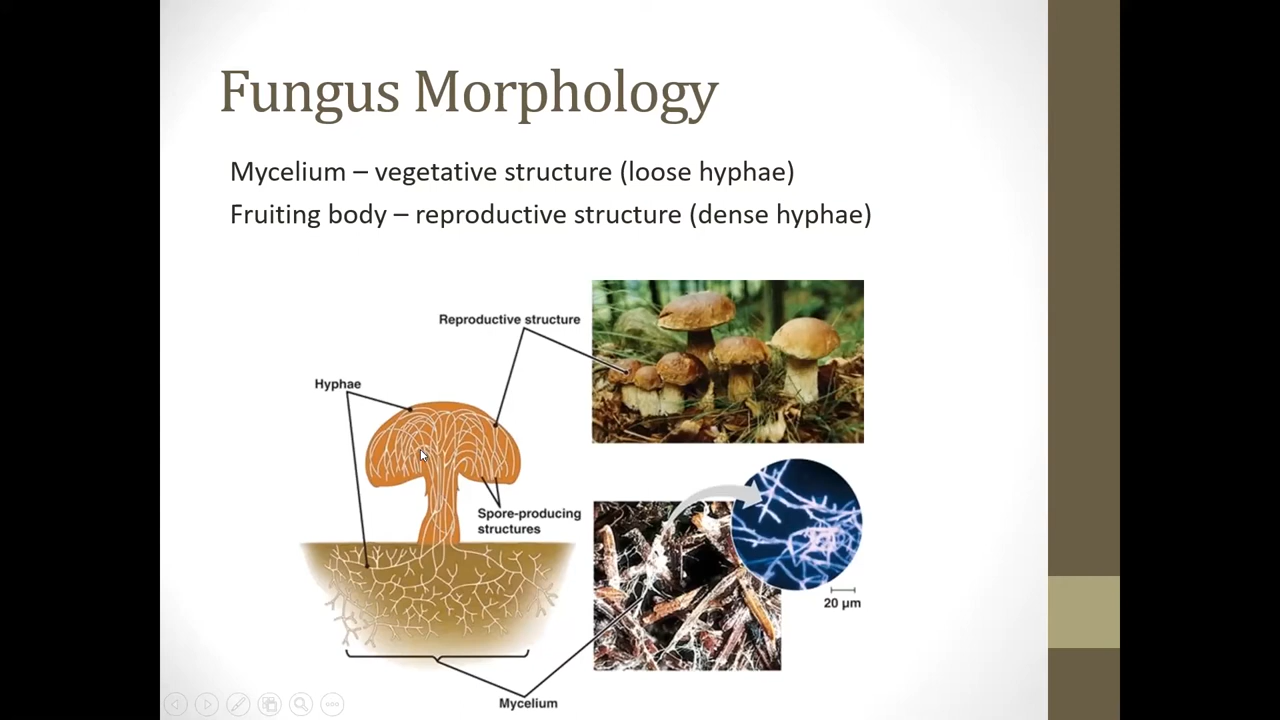 Fungus Morphology
Mycelium – vegetative structure (loose hyphae)
Fruiting body – reproductive structure (dense hyphae)
Reproductive structure
Hyphae
Spore-producing
structures
20 µm
Mycelium